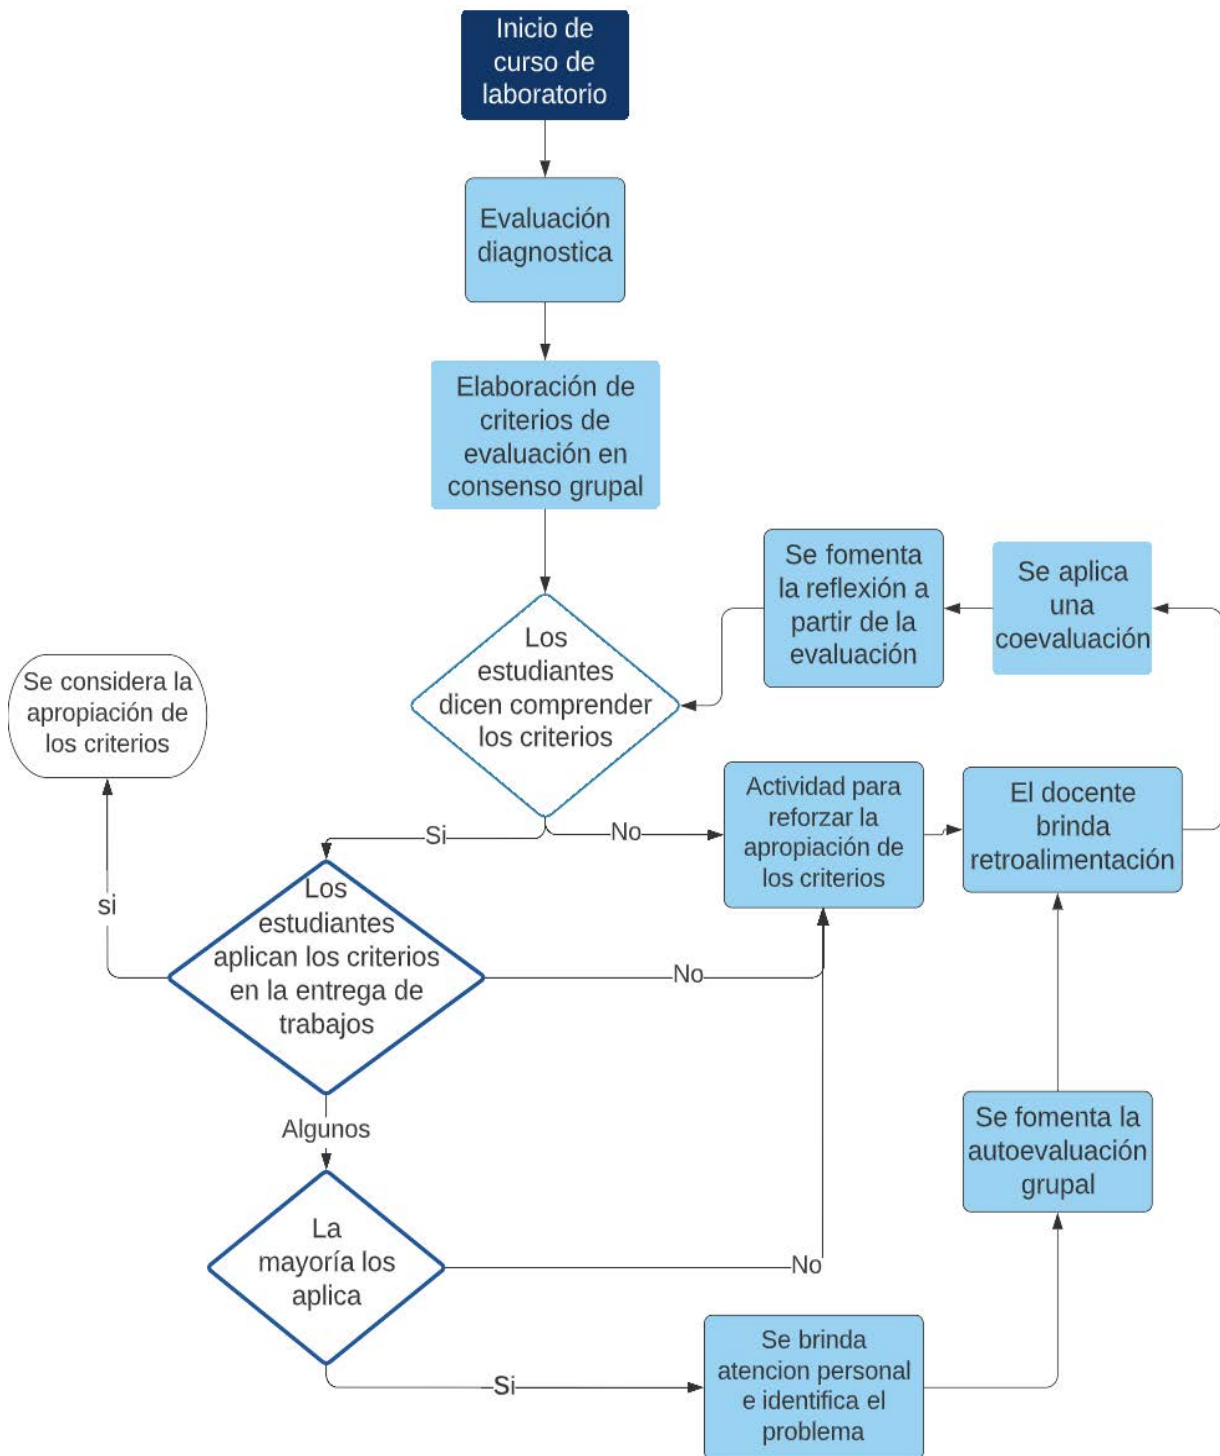 Inicio de
curso de
laboratorio
Evaluación
diagnostica
Elaboración de
criterios de
evaluación en
consenso grupal
Se fomenta
la reflexión a
partir de la
evaluación
Se aplica
una
coevaluación
Los
estudiantes
dicen comprender
los criterios
Se considera la
apropiación de
los criterios
Actividad para
reforzar la
apropiación de
los criterios
El docente
brinda
retroalimentación
Si
No
si
Los
estudiantes
aplican los criterios
en la entrega de
trabajos
No
Algunos
Se fomenta la
autoevaluación
grupal
La
mayoría los
aplica
No
Si
Se brinda
atencion personal
e identifica el
problema